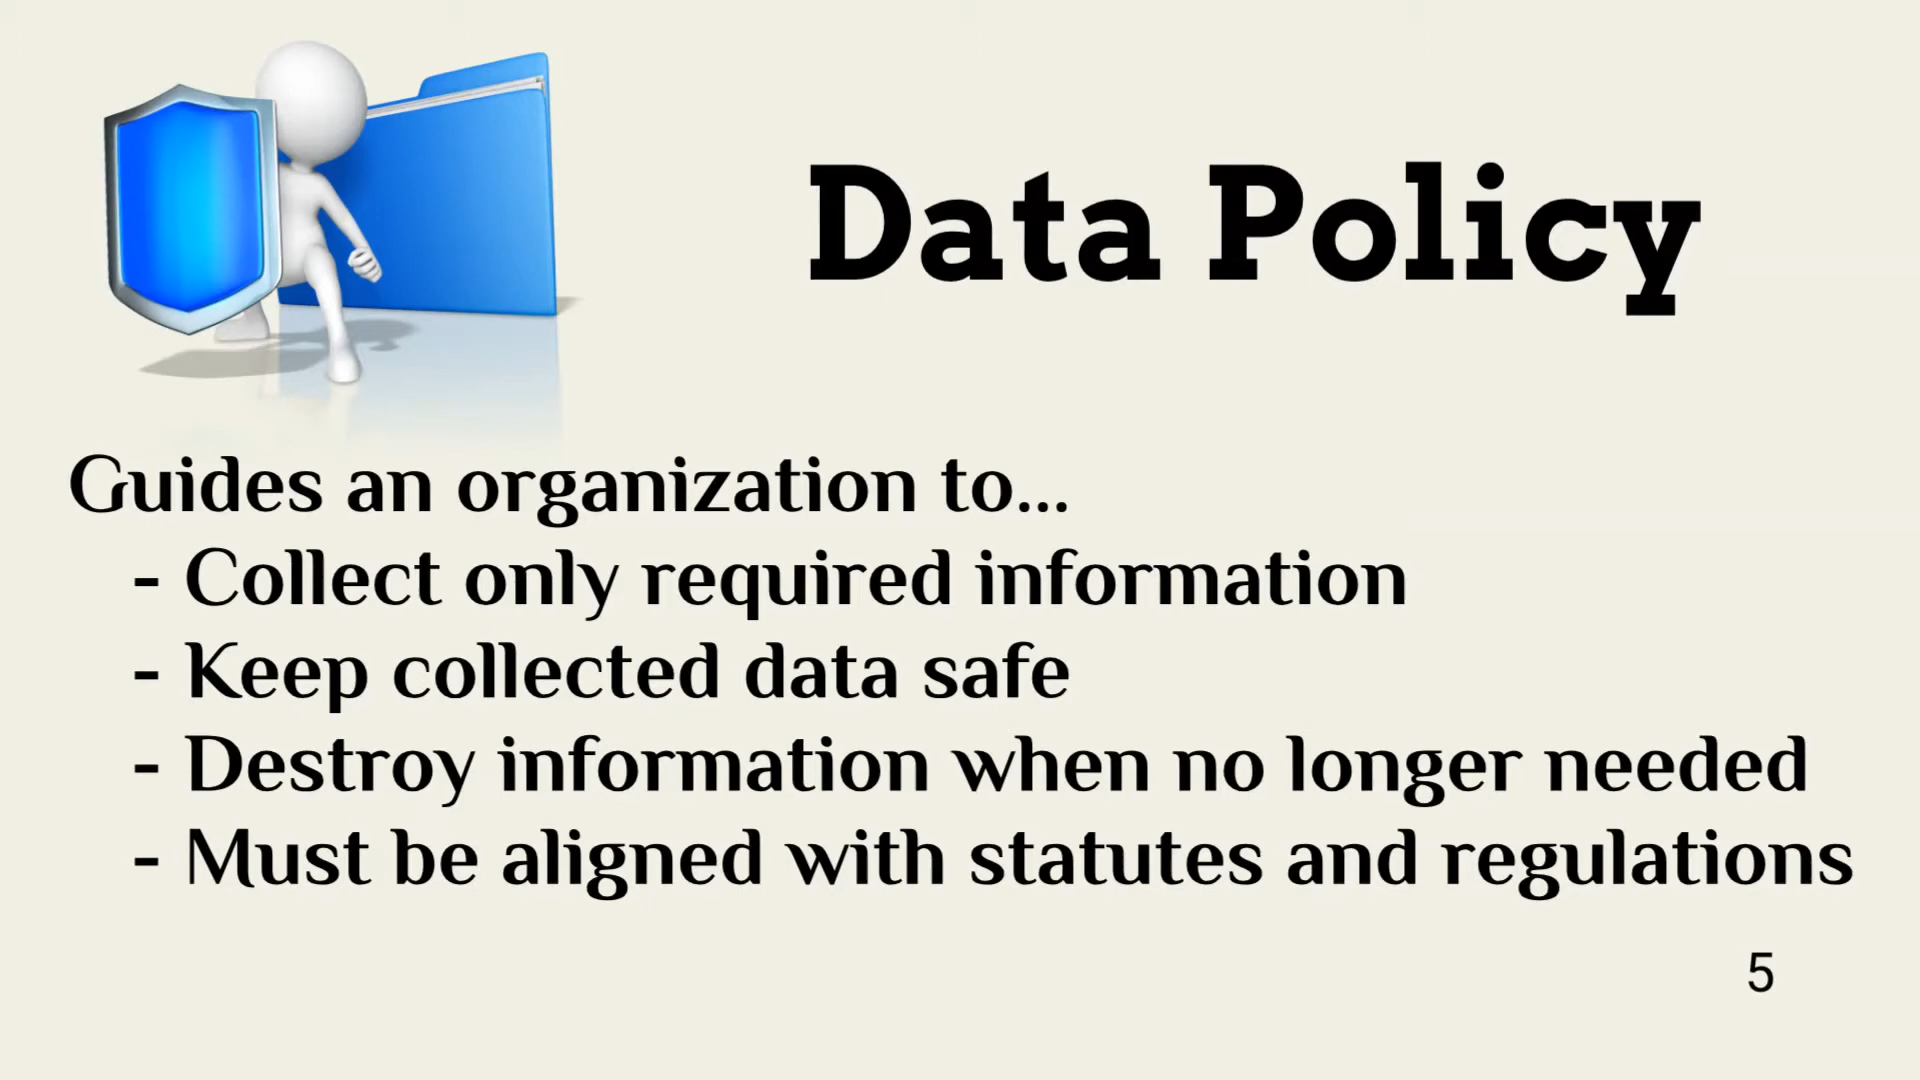 Data Policy
Guides an organization to...
- Collect only required information
- Keep collected data safe
- Destroy information when no longer needed
- Must be aligned with statutes and regulations
5